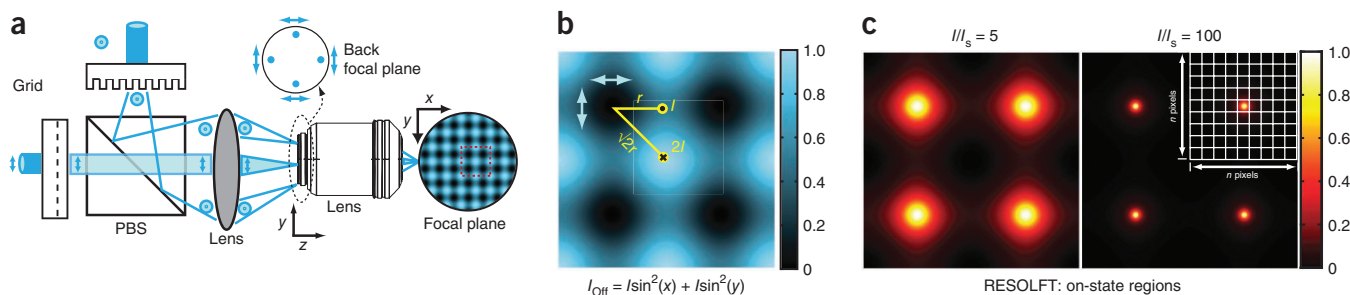 a
Grid
Back
focal plane
x
y
PBS
Lens
y
z
Lens
Focal plane
b
r
I
√2r
2I
1.0
0.8
0.6
0.4
0.2
0
I_Off = I sin²(x) + I sin²(y)
c
I/I_s = 5
I/I_s = 100
n pixels
n pixels
1.0
0.8
0.6
0.4
0.2
0
RESOLFT: on-state regions